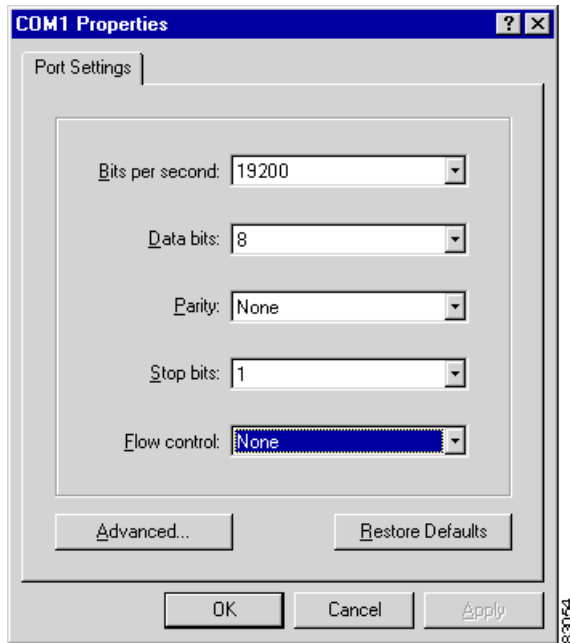 COM1 Properties
Port Settings
Bits per second: 19200
Data bits: 8
Parity: None
Stop bits: 1
Flow control: None
Advanced...
Restore Defaults
OK
Cancel
Apply